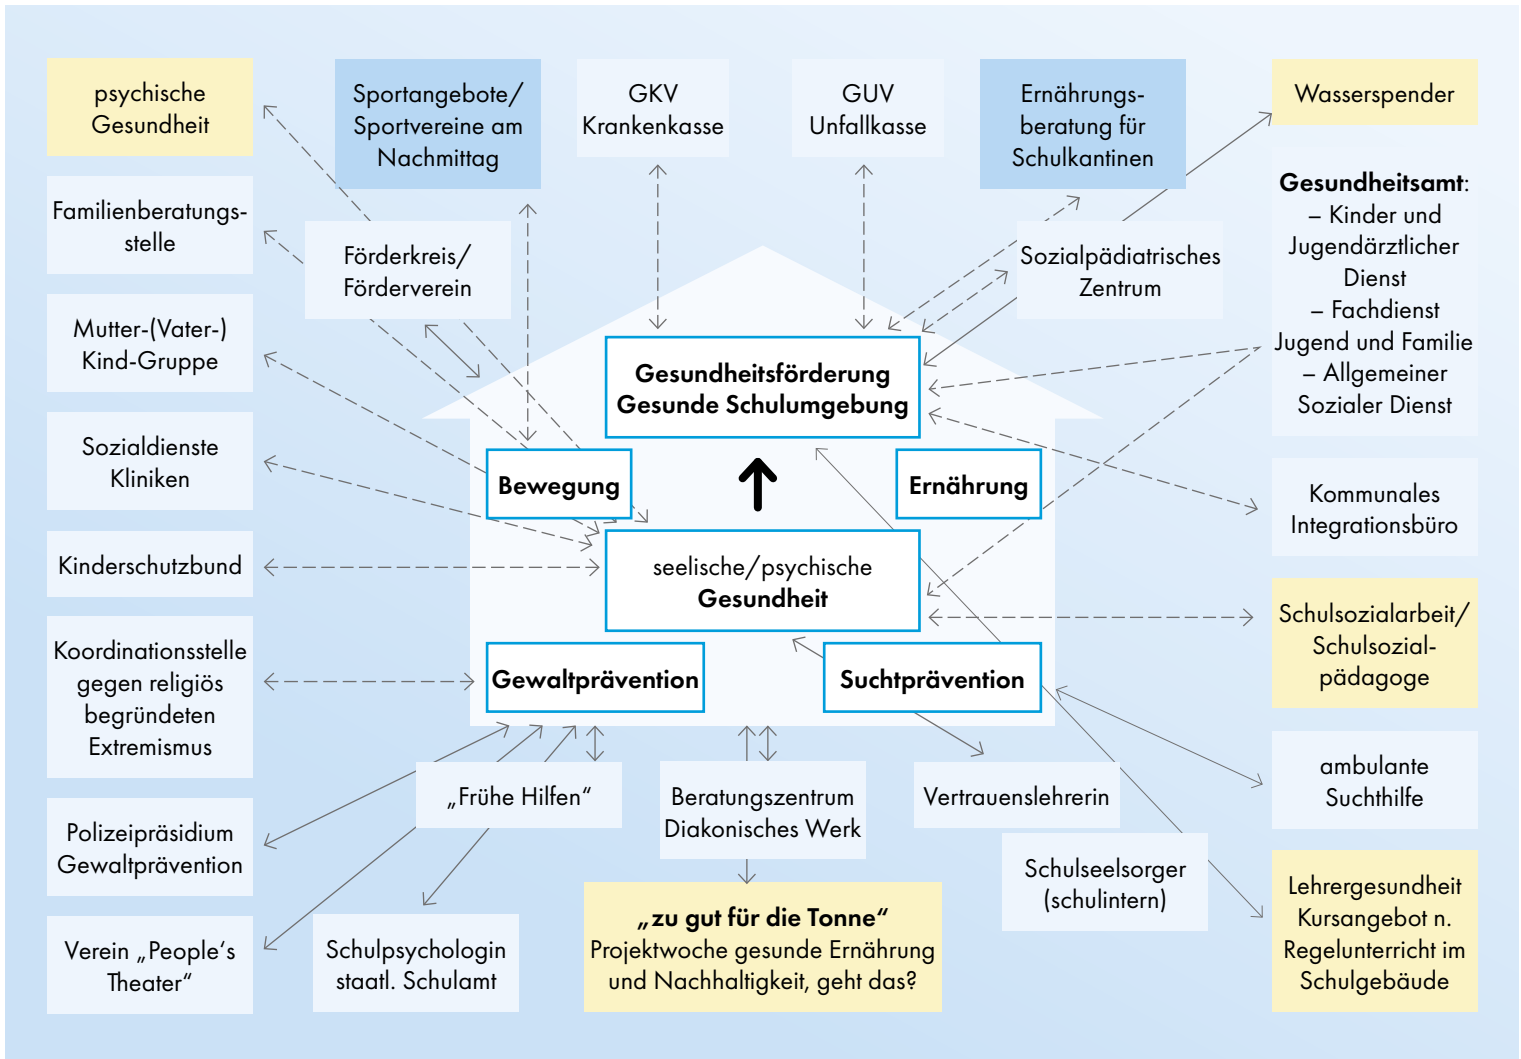 psychische
Gesundheit
Sportangebote/
Sportvereine am
Nachmittag
GKV
Krankenkasse
GUV
Unfallkasse
Ernährungs-
beratung für
Schulkantinen
Wasserspender
Familienberatungs-
stelle
Förderkreis/
Förderverein
Sozialpädiatrisches
Zentrum
Gesundheitsamt:
– Kinder und
Jugendärztlicher
Dienst
– Fachdienst
Jugend und Familie
– Allgemeiner
Sozialer Dienst
Mutter-(Vater-)
Kind-Gruppe
Gesundheitsförderung
Gesunde Schulumgebung
Sozialdienste
Kliniken
Bewegung
Ernährung
Kommunales
Integrationsbüro
Kinderschutzbund
seelische/psychische
Gesundheit
Schulsozialarbeit/
Schulsozial-
pädagoge
Koordinationsstelle
gegen religiös
begründeten
Extremismus
Gewaltprävention
Suchtprävention
ambulante
Suchthilfe
„Frühe Hilfen“
Beratungszentrum
Diakonisches Werk
Vertrauenslehrerin
Polizeipräsidium
Gewaltprävention
Schulseelsorger
(schulintern)
Lehrergesundheit
Kursangebot n.
Regelunterricht im
Schulgebäude
Verein „People‘s
Theater“
Schulpsychologin
staatl. Schulamt
„zu gut für die Tonne“
Projektwoche gesunde Ernährung
und Nachhaltigkeit, geht das?